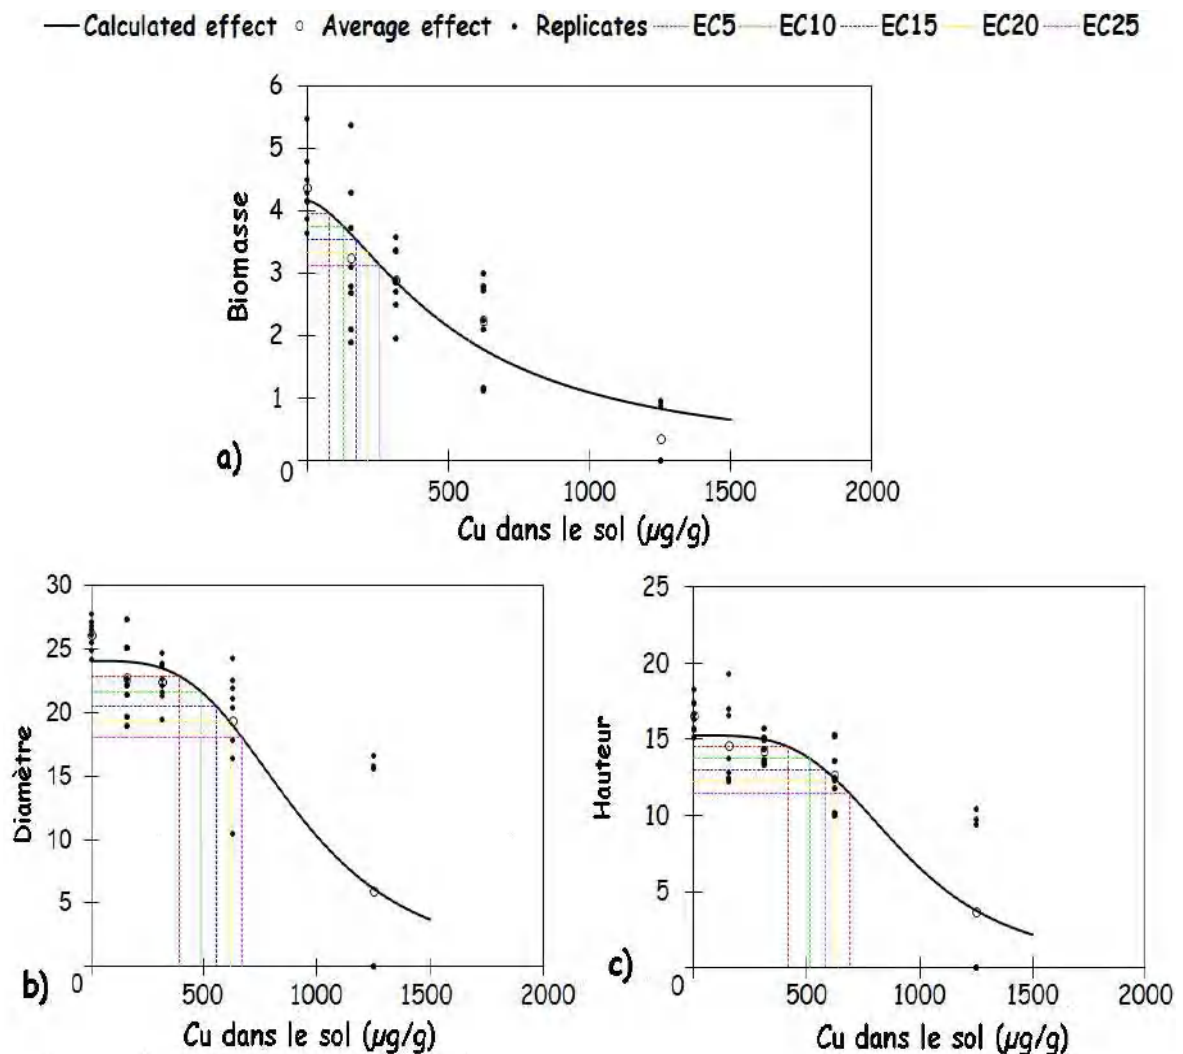 Calculated effect Average effect Replicates EC5 EC10 EC15 EC20 EC25
6
5
4
3
2
1
0
Biomasse
a)
500 1000 1500 2000
Cu dans le sol (µg/g)
30
25
20
15
10
5
0
Diamètre
b)
500 1000 1500 2000
Cu dans le sol (µg/g)
25
20
15
10
5
0
Hauteur
c)
500 1000 1500 2000
Cu dans le sol (µg/g)